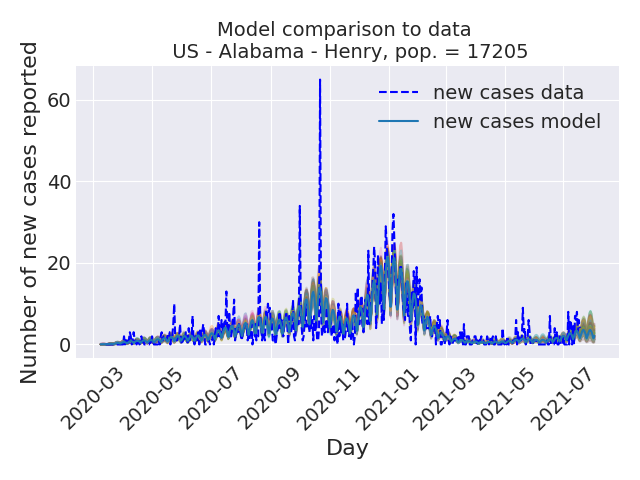 Model comparison to data
US - Alabama - Henry, pop. = 17205
Number of new cases reported
60
40
20
0
new cases data
new cases model
2020-03
2020-05
2020-07
2020-09
2020-11
2021-01
2021-03
2021-05
2021-07
Day